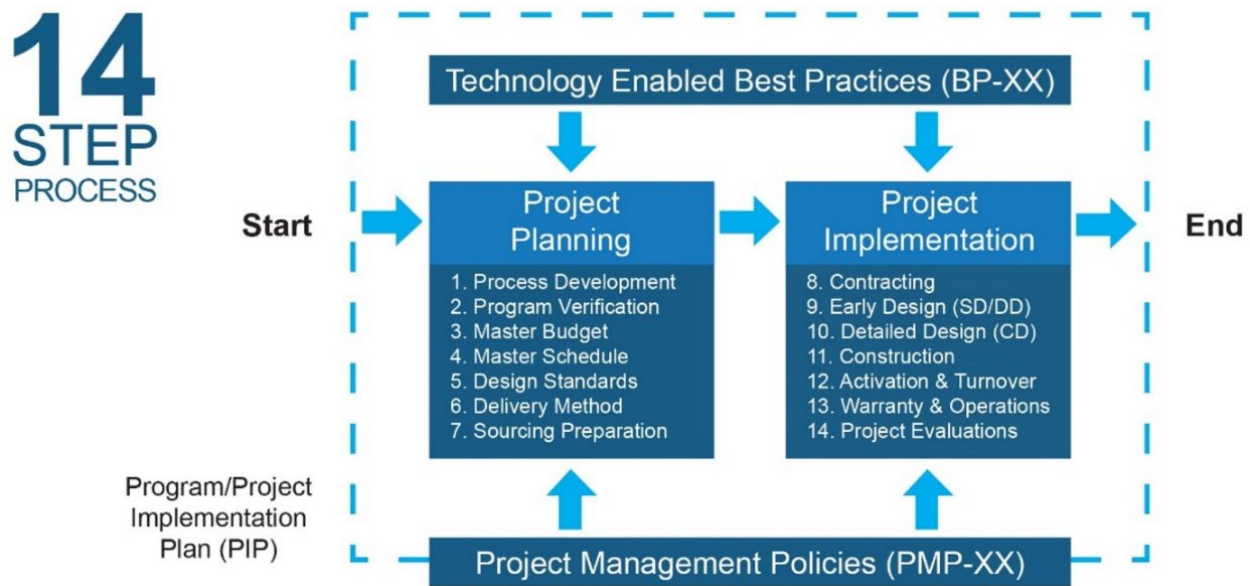 14
STEP
PROCESS
Technology Enabled Best Practices (BP-XX)
Start
Project
Planning
1. Process Development
2. Program Verification
3. Master Budget
4. Master Schedule
5. Design Standards
6. Delivery Method
7. Sourcing Preparation
Project
Implementation
8. Contracting
9. Early Design (SD/DD)
10. Detailed Design (CD)
11. Construction
12. Activation & Turnover
13. Warranty & Operations
14. Project Evaluations
End
Program/Project
Implementation
Plan (PIP)
Project Management Policies (PMP-XX)